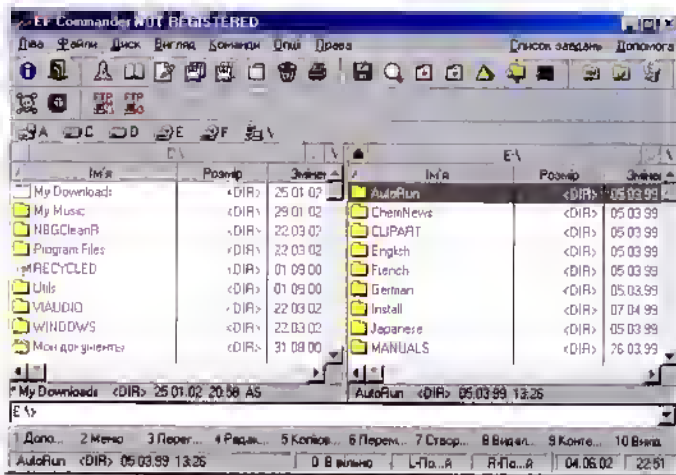 EF Commander NOT REGISTERED
Ліва Файли Диск Вигляд Команди Опції Права Список завдань Допомога
FTP FTP
A C D E F \
C:\ E:\
Ім'я Розмір Ім'я Розмір
My Downloads <DIR> 25 01 02 AutoRun <DIR> 05.03.99
My Music <DIR> 29 01 02 ChemNews <DIR> 05 03 99
NBGCleanR <DIR> 22 03 02 CLIPART <DIR> 05 03 99
Program Files <DIR> 22 03 02 English <DIR> 05 03 99
RECYCLED <DIR> 01 09 00 French <DIR> 05 03 99
Utils <DIR> 01 09 00 German <DIR> 05.03.99
VIAUDIO <DIR> 22 03 02 Install <DIR> 07 04 99
WINDOWS <DIR> 22 03 02 Japanese <DIR> 05 03 99
Мои документы <DIR> 31 08 00 MANUALS <DIR> 26 03.99
My Downloads <DIR> 25 01.02 20:58 AS AutoRun <DIR> 05.03.99 13:26
E:\>
1 Допо... 2 Меню 3 Перег... 4 Редак... 5 Копіюв... 6 Перем... 7 Створ... 8 Видал... 9 Конте... 10 Вихід
AutoRun <DIR> 05.03.99 13:26 0 В вільно L-По...й R-По...й 04.06.02 22:51